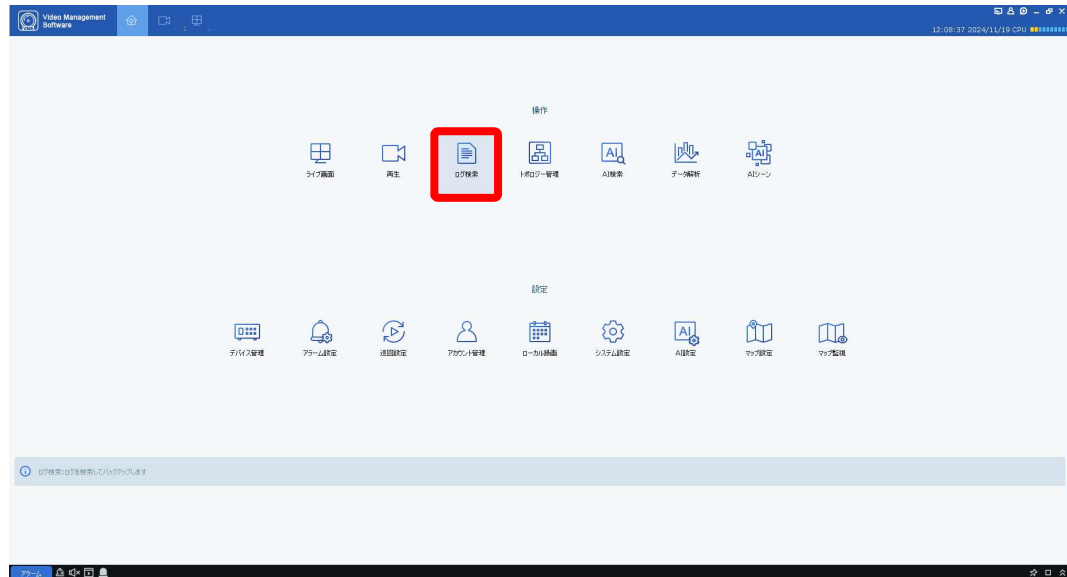 Video Management
Software
12:08:37 2024/11/19 CPU
操作
ライブ画面
再生
ログ検索
トポロジー管理
AI検索
データ解析
AIシーン
設定
デバイス管理
アラーム設定
巡回設定
アカウント管理
ローカル録画
システム設定
AI設定
マップ設定
マップ監視
ログ検索:ログを検索してバックアップします
アラーム